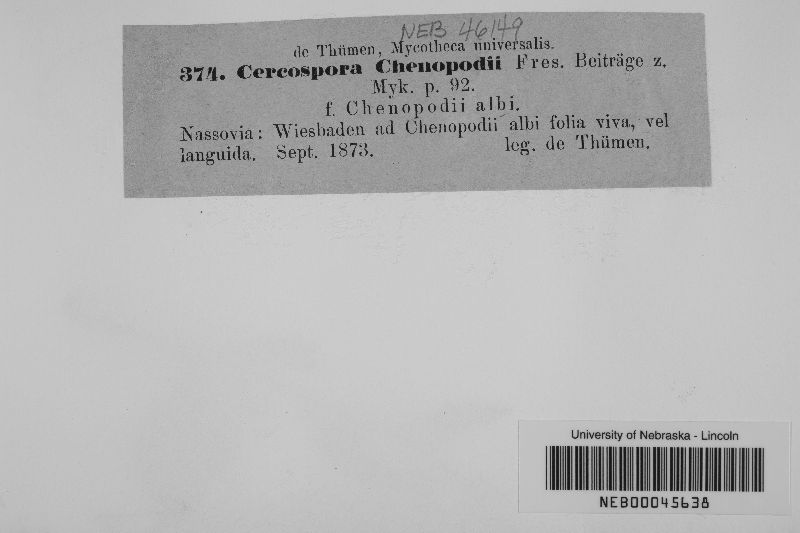 NEB 46149
de Thümen, Mycotheca universalis.
374. Cercospora Chenopodii Fres. Beiträge z.
Myk. p. 92.
f. Chenopodii albi.
Nassovia: Wiesbaden ad Chenopodii albi folia viva, vel
languida. Sept. 1873. leg. de Thümen.
University of Nebraska - Lincoln
NEB00045638